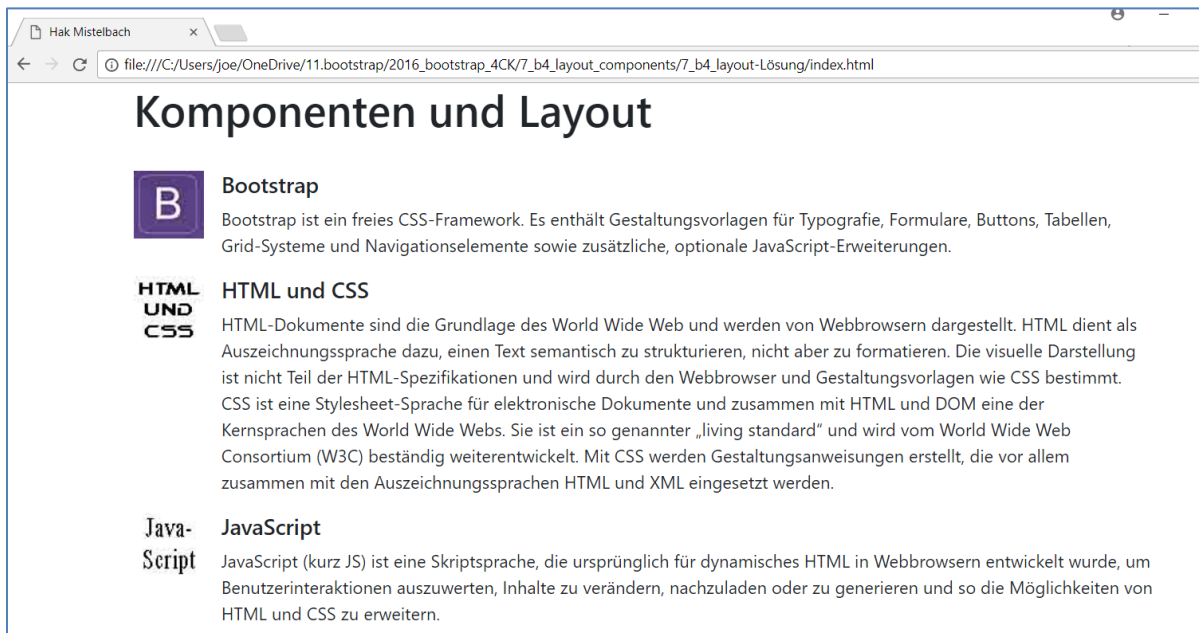 Hak Mistelbach
file:///C:/Users/joe/OneDrive/11.bootstrap/2016_bootstrap_4CK/7_b4_layout_components/7_b4_layout-Lösung/index.html
Komponenten und Layout
B
Bootstrap
Bootstrap ist ein freies CSS-Framework. Es enthält Gestaltungsvorlagen für Typografie, Formulare, Buttons, Tabellen,
Grid-Systeme und Navigationselemente sowie zusätzliche, optionale JavaScript-Erweiterungen.
HTML
UND
CSS
HTML und CSS
HTML-Dokumente sind die Grundlage des World Wide Web und werden von Webbrowsern dargestellt. HTML dient als
Auszeichnungssprache dazu, einen Text semantisch zu strukturieren, nicht aber zu formatieren. Die visuelle Darstellung
ist nicht Teil der HTML-Spezifikationen und wird durch den Webbrowser und Gestaltungsvorlagen wie CSS bestimmt.
CSS ist eine Stylesheet-Sprache für elektronische Dokumente und zusammen mit HTML und DOM eine der
Kernsprachen des World Wide Webs. Sie ist ein so genannter „living standard“ und wird vom World Wide Web
Consortium (W3C) beständig weiterentwickelt. Mit CSS werden Gestaltungsanweisungen erstellt, die vor allem
zusammen mit den Auszeichnungssprachen HTML und XML eingesetzt werden.
Java-
Script
JavaScript
JavaScript (kurz JS) ist eine Skriptsprache, die ursprünglich für dynamisches HTML in Webbrowsern entwickelt wurde, um
Benutzerinteraktionen auszuwerten, Inhalte zu verändern, nachzuladen oder zu generieren und so die Möglichkeiten von
HTML und CSS zu erweitern.